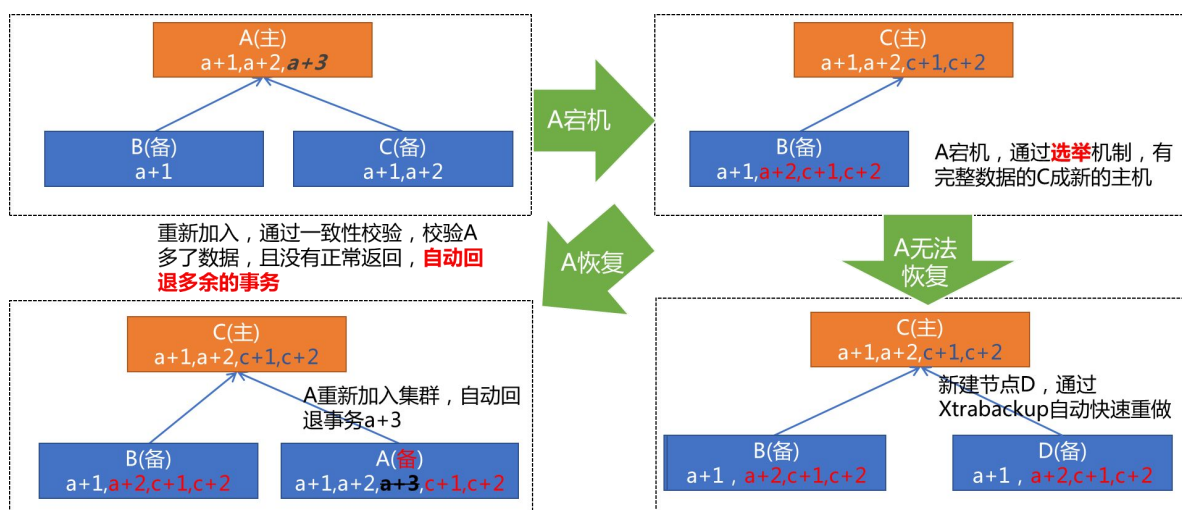 A(主)
a+1,a+2,a+3
B(备)
a+1
C(备)
a+1,a+2
A宕机
C(主)
a+1,a+2,c+1,c+2
B(备)
a+1,a+2,c+1,c+2
A宕机，通过选举机制，有
完整数据的C成新的主机
重新加入，通过一致性校验，校验A
多了数据，且没有正常返回，自动回
退多余的事务
A恢复
A无法
恢复
C(主)
a+1,a+2,c+1,c+2
A重新加入集群，自动回
退事务a+3
B(备)
a+1,a+2,c+1,c+2
A(备)
a+1,a+2,a+3,c+1,c+2
C(主)
a+1,a+2,c+1,c+2
新建节点D，通过
Xtrabackup自动快速重做
B(备)
a+1，a+2,c+1,c+2
D(备)
a+1，a+2,c+1,c+2